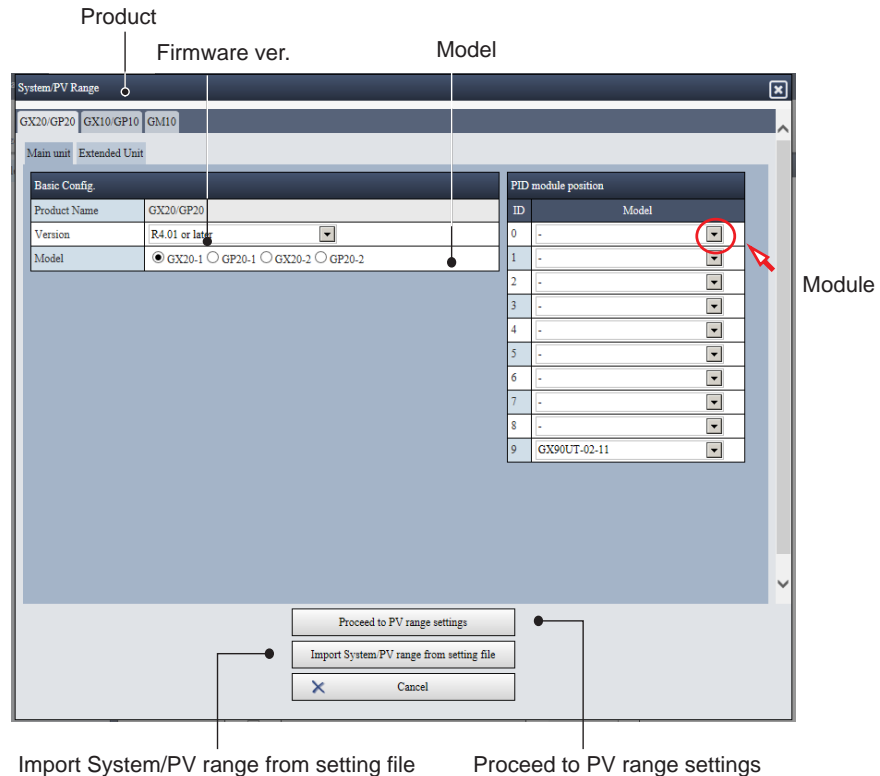 Product
Firmware ver.
Model
System/PV Range
GX20/GP20 GX10/GP10 GM10
Main unit Extended Unit
Basic Config.
Product Name GX20/GP20
Version R4.01 or later
Model GX20-1 GP20-1 GX20-2 GP20-2
PID module position
ID Model
0 -
1 -
2 -
3 -
4 -
5 -
6 -
7 -
8 -
9 GX90UT-02-11
Module
Proceed to PV range settings
Import System/PV range from setting file
Cancel
Import System/PV range from setting file
Proceed to PV range settings